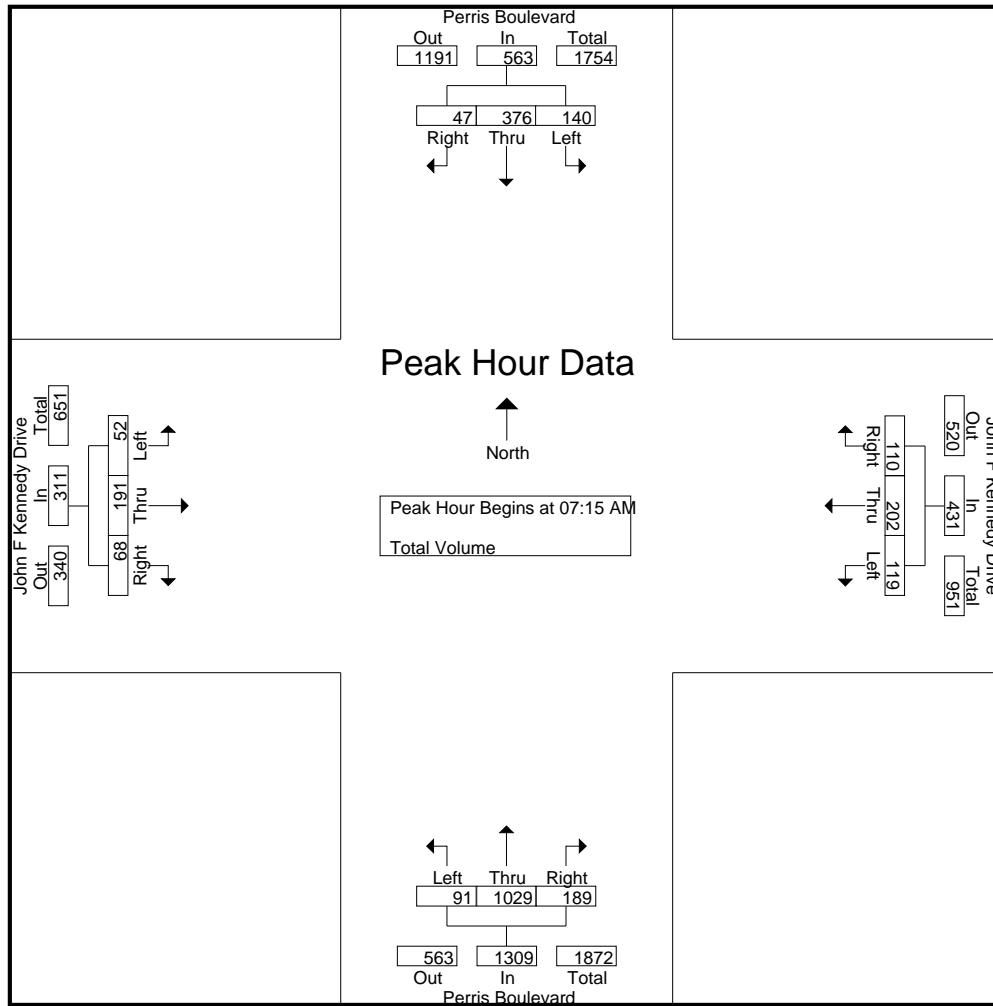 Perris Boulevard
Out In Total
1191 563 1754
47 376 140
Right Thru Left
Peak Hour Data
North
Peak Hour Begins at 07:15 AM
Total Volume
John F Kennedy Drive
Out In Total
340 311 651
52 191 68
Left Thru Right
John F Kennedy Drive
Out In Total
520 431 951
110 202 119
Right Thru Left
Left Thru Right
91 1029 189
563 1309 1872
Out In Total
Perris Boulevard